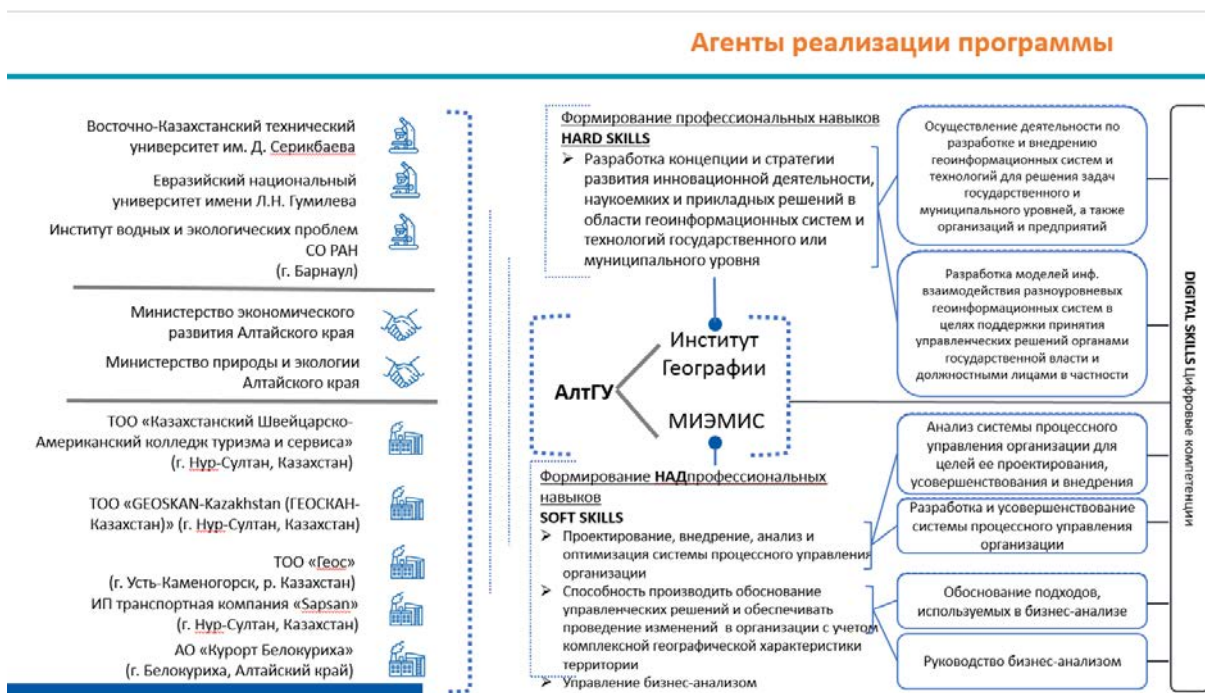 Агенты реализации программы
Восточно-Казахстанский технический
университет им. Д. Серикбаева
Евразийский национальный
университет имени Л.Н. Гумилева
Институт водных и экологических проблем
СО РАН
(г. Барнаул)
Министерство экономического
развития Алтайского края
Министерство природы и экологии
Алтайского края
ТОО «Казахстанский Швейцарско-
Американский колледж туризма и сервиса»
(г. Нур-Султан, Казахстан)
ТОО «GEOSKAN-Kazakhstan (ГЕОСКАН-
Казахстан)» (г. Нур-Султан, Казахстан)
ТОО «Геос»
(г. Усть-Каменогорск, р. Казахстан)
ИП транспортная компания «Sapsan»
(г. Нур-Султан, Казахстан)
АО «Курорт Белокуриха»
(г. Белокуриха, Алтайский край)
Формирование профессиональных навыков
HARD SKILLS
➢ Разработка концепции и стратегии
развития инновационной деятельности,
наукоемких и прикладных решений в
области геоинформационных систем и
технологий государственного или
муниципального уровня
АлтГУ
Институт
Географии
МИЭМИС
Формирование НАДпрофессиональных
навыков
SOFT SKILLS
➢ Проектирование, внедрение, анализ и
оптимизация системы процессного управления
организации
➢ Способность производить обоснование
управленческих решений и обеспечивать
проведение изменений в организации с учетом
комплексной географической характеристики
территории
➢ Управление бизнес-анализом
Осуществление деятельности по
разработке и внедрению
геоинформационных систем и
технологий для решения задач
государственного и
муниципального уровней, а также
организаций и предприятий
Разработка моделей инф.
взаимодействия разноуровневых
геоинформационных систем в
целях поддержки принятия
управленческих решений органами
государственной власти и
должностными лицами в частности
Анализ системы процессного
управления организации для
целей ее проектирования,
усовершенствования и внедрения
Разработка и усовершенствование
системы процессного управления
организации
Обоснование подходов,
используемых в бизнес-анализе
Руководство бизнес-анализом
DIGITAL SKILLS Цифровые компетенции